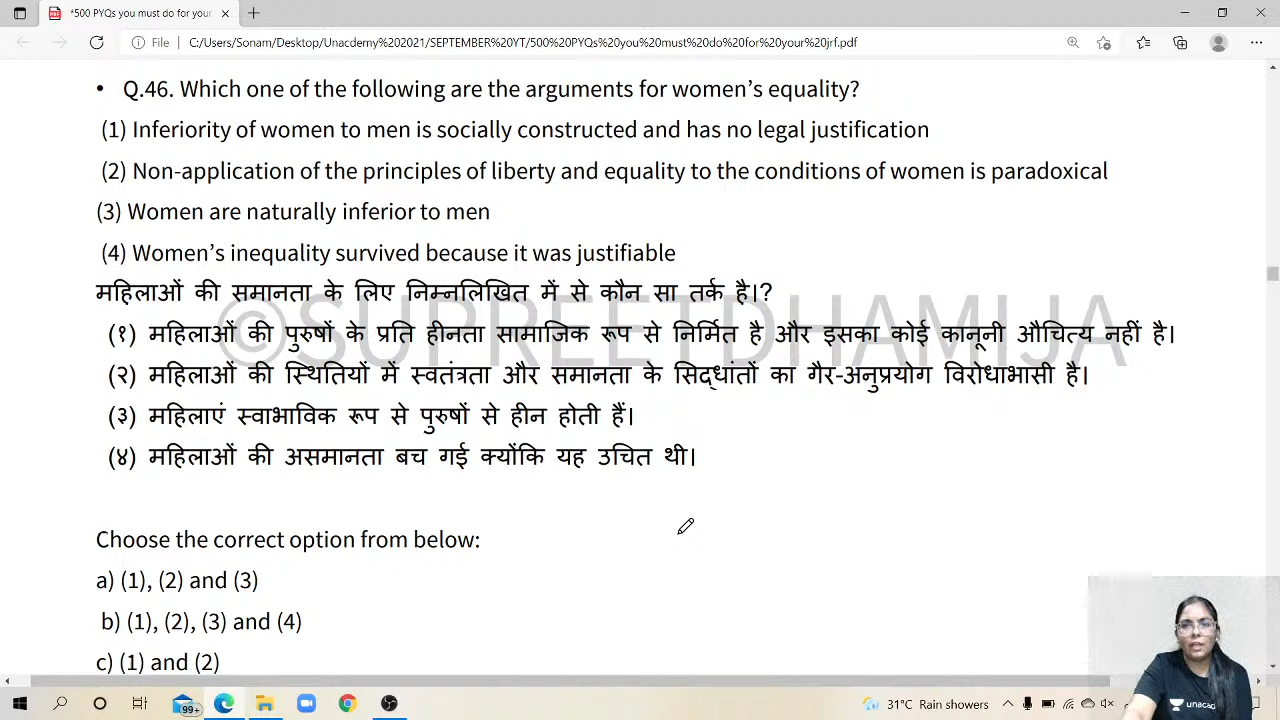 *500 PYQs you must do for your
File
C:/Users/Sonam/Desktop/Unacdemy%202021/SEPTEMBER%20YT/500%20PYQs%20you%20must%20do%20for%20your%20jrf.pdf
• Q.46. Which one of the following are the arguments for women's equality?
(1) Inferiority of women to men is socially constructed and has no legal justification
(2) Non-application of the principles of liberty and equality to the conditions of women is paradoxical
(3) Women are naturally inferior to men
(4) Women's inequality survived because it was justifiable
महिलाओं की समानता के लिए निम्नलिखित में से कौन सा तर्क है।?
©SUPREETDHAMIJA
(१) महिलाओं की पुरुषों के प्रति हीनता सामाजिक रूप से निर्मित है और इसका कोई कानूनी औचित्य नहीं है।
(२) महिलाओं की स्थितियों में स्वतंत्रता और समानता के सिद्धांतों का गैर-अनुप्रयोग विरोधाभासी है।
(३) महिलाएं स्वाभाविक रूप से पुरुषों से हीन होती हैं।
(४) महिलाओं की असमानता बच गई क्योंकि यह उचित थी।
Choose the correct option from below:
a) (1), (2) and (3)
b) (1), (2), (3) and (4)
c) (1) and (2)
99+
31°C Rain showers